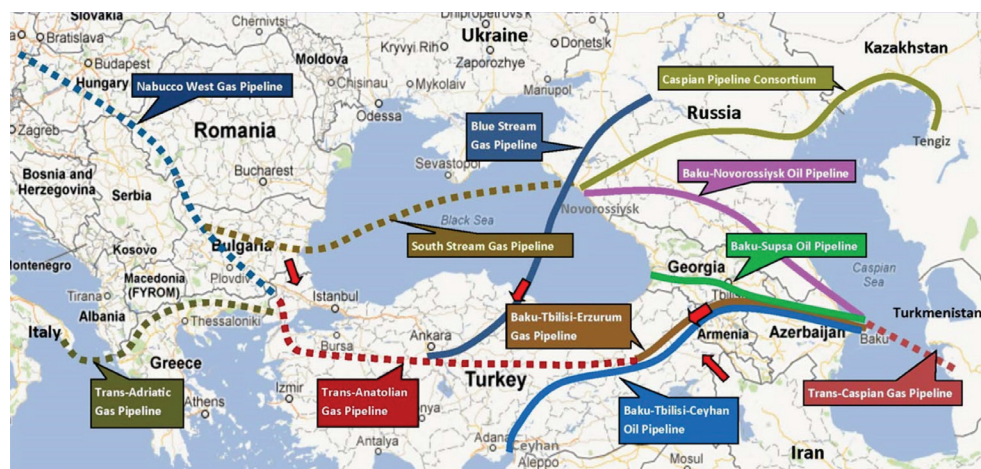 Slovakia
Bratislava
Budapest
Hungary
Zagreb
Bosnia and
Herzegovina
Serbia
Montenegro
Kosovo
Macedonia
(FYROM)
Tirana
Albania
Italy
Greece
Thessaloniki
Athens
Chernivtsi
Moldova
Chisinau
Romania
Bucharest
Bulgaria
Plovdiv
Ukraine
Dnipropetrovs'k
Kryvyi Rih
Zaporozhye
Donets'k
Mykolaiv
Mariupol
Odessa
Sevastopol
Black Sea
Novorossiysk
Russia
Kazakhstan
Tengiz
Caspian
Sea
Turkmenistan
Georgia
Armenia
Azerbaijan
Baku
Iran
Istanbul
Bursa
Izmir
Ankara
Turkey
Antalya
Adana
Ceyhan
Aleppo
Mosul
Nabucco West Gas Pipeline
Blue Stream
Gas Pipeline
Caspian Pipeline Consortium
Baku-Novorossiysk Oil Pipeline
South Stream Gas Pipeline
Baku-Supsa Oil Pipeline
Baku-Tbilisi-Erzurum
Gas Pipeline
Trans-Adriatic
Gas Pipeline
Trans-Anatolian
Gas Pipeline
Baku-Tbilisi-Ceyhan
Oil Pipeline
Trans-Caspian Gas Pipeline